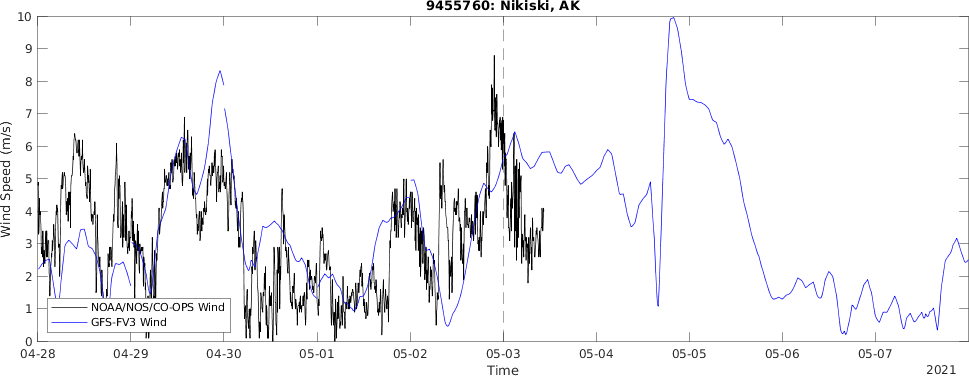 9455760: Nikiski, AK
Wind Speed (m/s)
10
9
8
7
6
5
4
3
2
1
0
NOAA/NOS/CO-OPS Wind
GFS-FV3 Wind
04-28 04-29 04-30 05-01 05-02 05-03 05-04 05-05 05-06 05-07
Time
2021